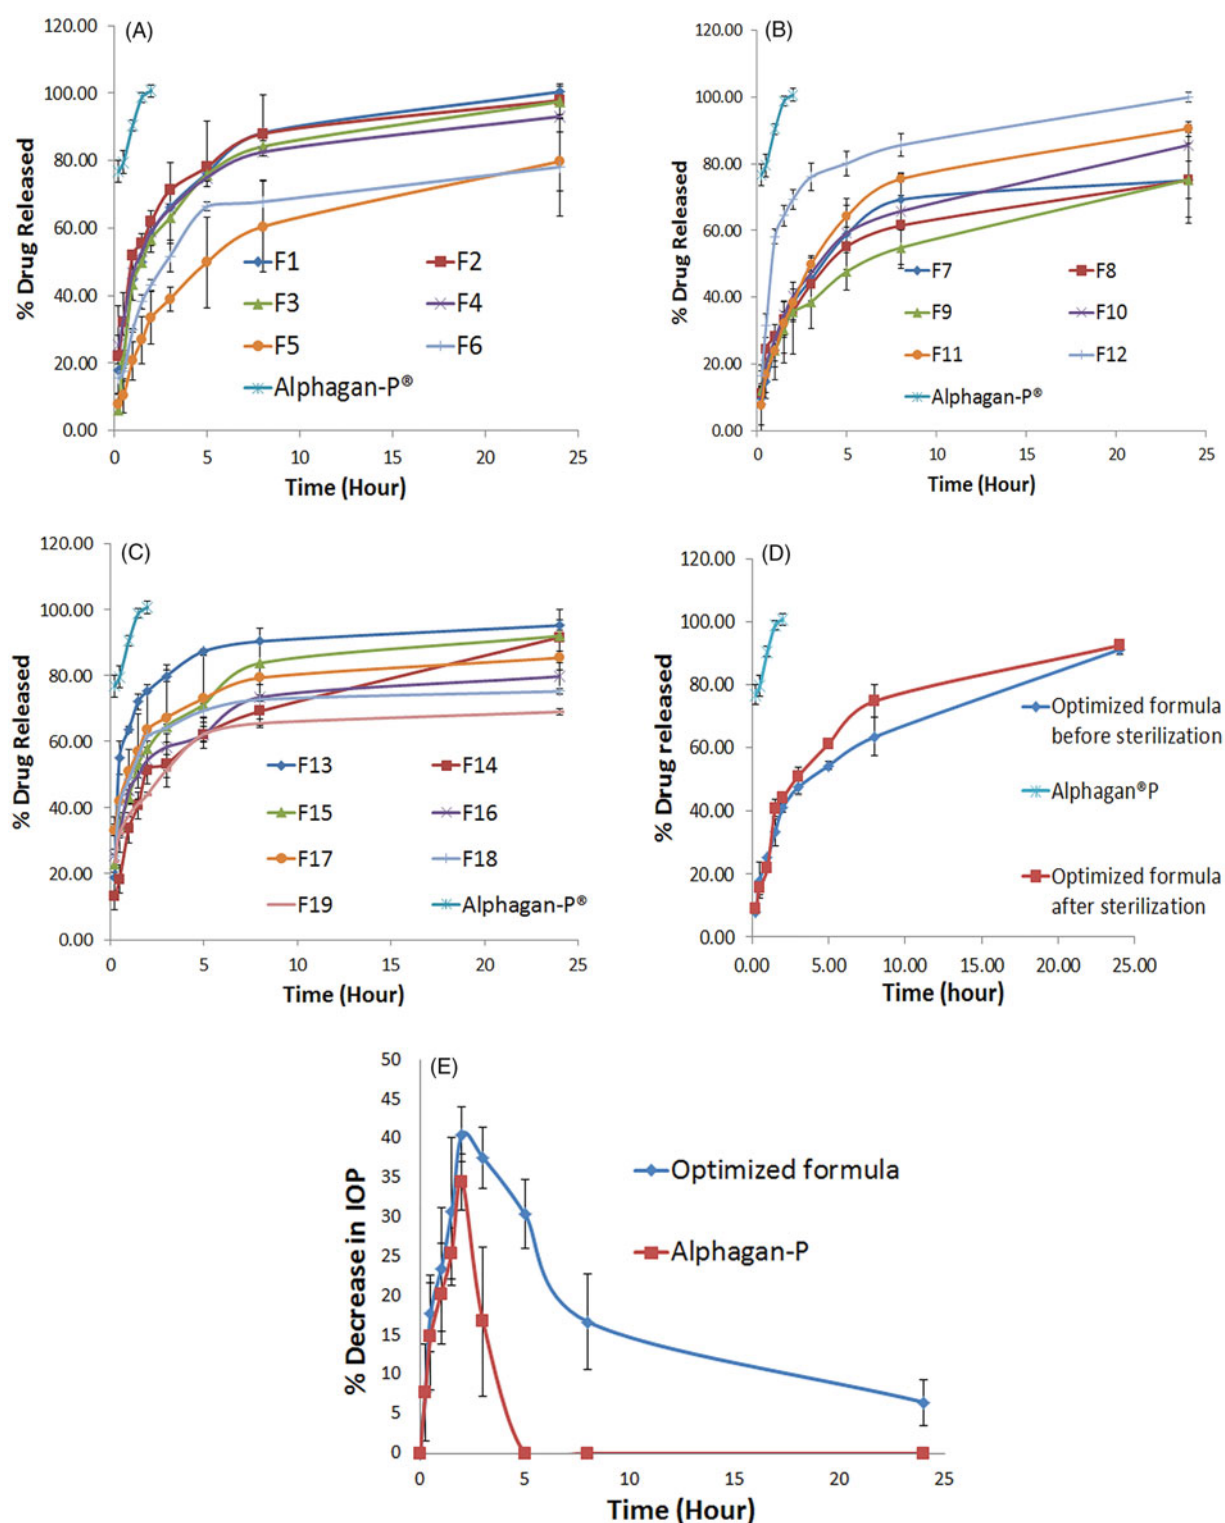 (A)
120.00
100.00
80.00
60.00
40.00
20.00
0.00
% Drug Released
F1 F2
F3 F4
F5 F6
Alphagan-P®
0 5 10 15 20 25
Time (Hour)
(B)
120.00
100.00
80.00
60.00
40.00
20.00
0.00
% Drug Released
F7 F8
F9 F10
F11 F12
Alphagan-P®
0 5 10 15 20 25
Time (Hour)
(C)
120.00
100.00
80.00
60.00
40.00
20.00
0.00
% Drug Released
F13 F14
F15 F16
F17 F18
F19 Alphagan-P®
0 5 10 15 20 25
Time (Hour)
(D)
120.00
100.00
80.00
60.00
40.00
20.00
0.00
% Drug released
Optimized formula
before sterilization
Alphagan®P
Optimized formula
after sterilization
0.00 5.00 10.00 15.00 20.00 25.00
Time (hour)
(E)
50
45
40
35
30
25
20
15
10
5
0
% Decrease in IOP
Optimized formula
Alphagan-P
0 5 10 15 20 25
Time (Hour)